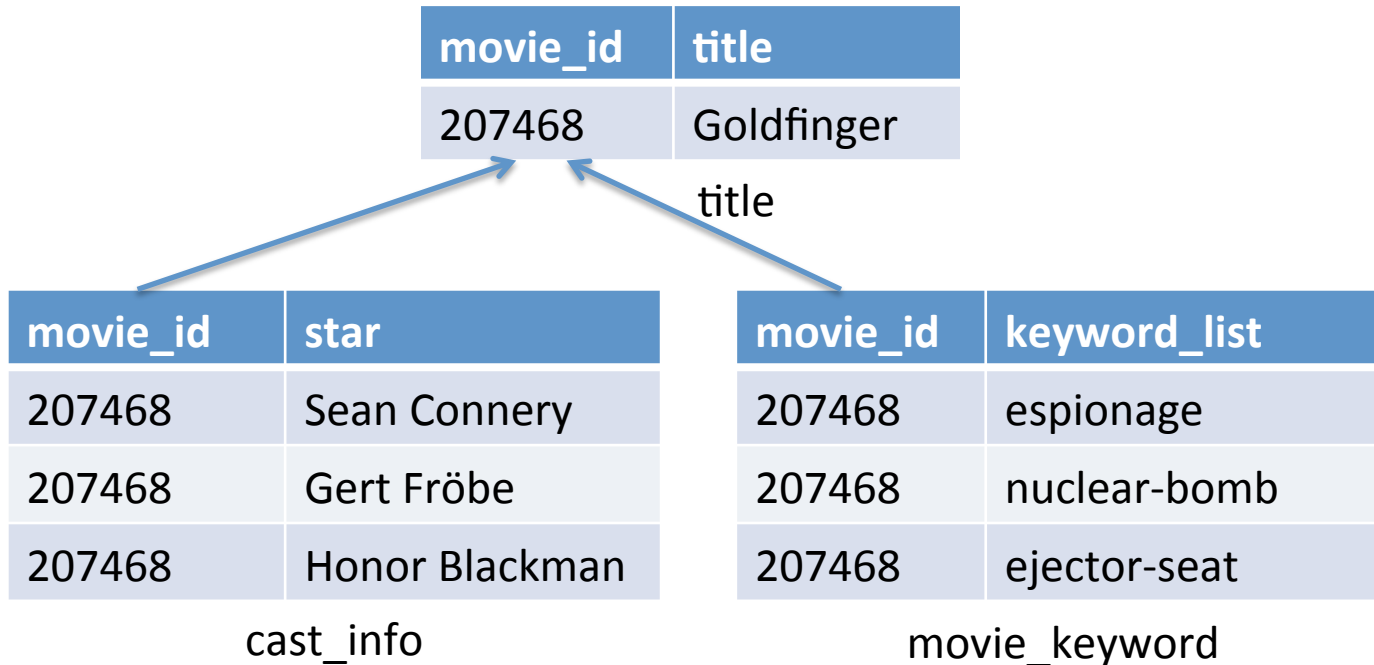 movie_id title
207468 Goldfinger
title
movie_id star
207468 Sean Connery
207468 Gert Fröbe
207468 Honor Blackman
cast_info
movie_id keyword_list
207468 espionage
207468 nuclear-bomb
207468 ejector-seat
movie_keyword